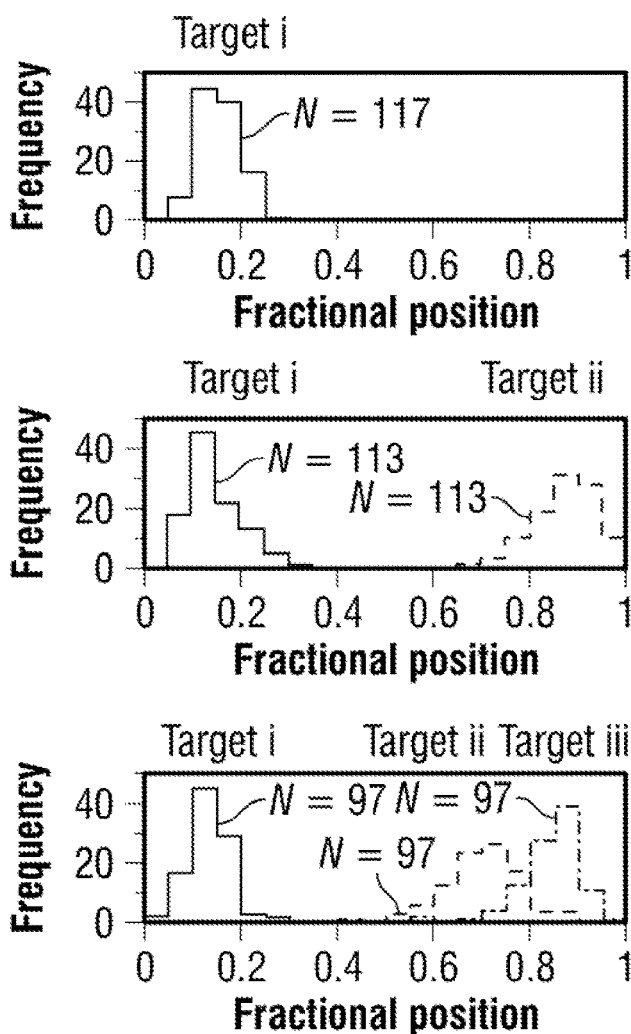 Target i
Frequency
40
20
0
N = 117
0 0.2 0.4 0.6 0.8 1
Fractional position
Target i Target ii
Frequency
40
20
0
N = 113
N = 113
0 0.2 0.4 0.6 0.8 1
Fractional position
Target i Target ii Target iii
Frequency
40
20
0
N = 97 N = 97
N = 97
0 0.2 0.4 0.6 0.8 1
Fractional position